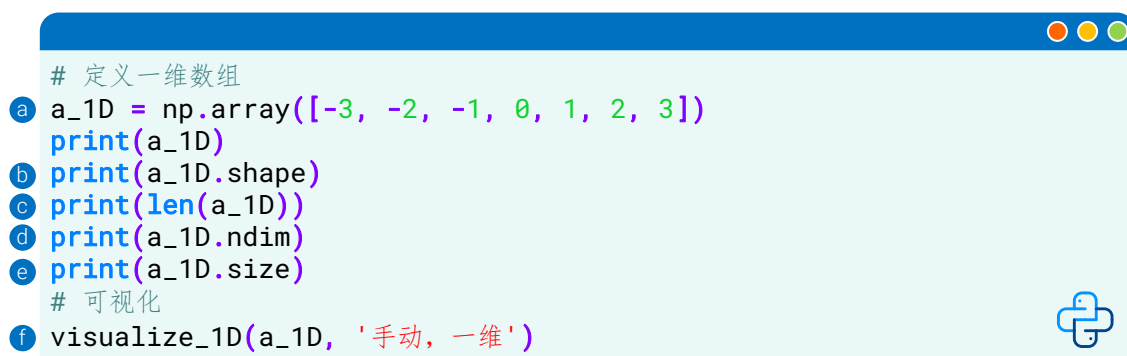 # 定义一维数组
a a_1D = np.array([-3, -2, -1, 0, 1, 2, 3])
print(a_1D)
b print(a_1D.shape)
c print(len(a_1D))
d print(a_1D.ndim)
e print(a_1D.size)
# 可视化
f visualize_1D(a_1D, '手动，一维')